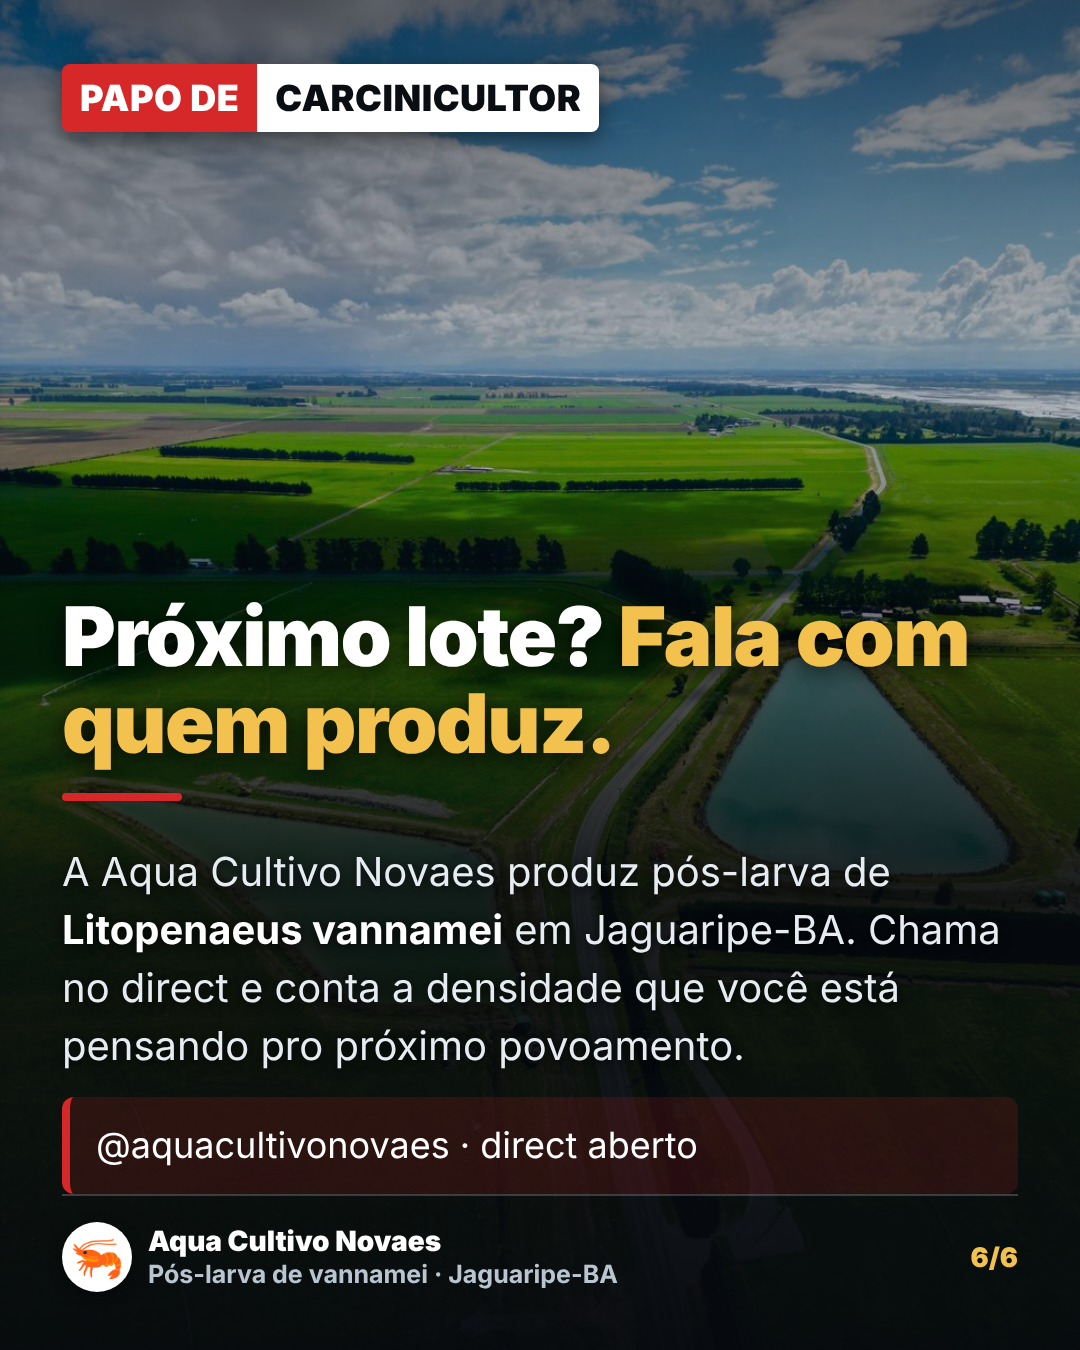 PAPO DE CARCINICULTOR
Próximo lote? Fala com
quem produz.
A Aqua Cultivo Novaes produz pós-larva de
Litopenaeus vannamei em Jaguaripe-BA. Chama
no direct e conta a densidade que você está
pensando pro próximo povoamento.
@aquacultivonovaes · direct aberto
Aqua Cultivo Novaes
Pós-larva de vannamei · Jaguaripe-BA
6/6